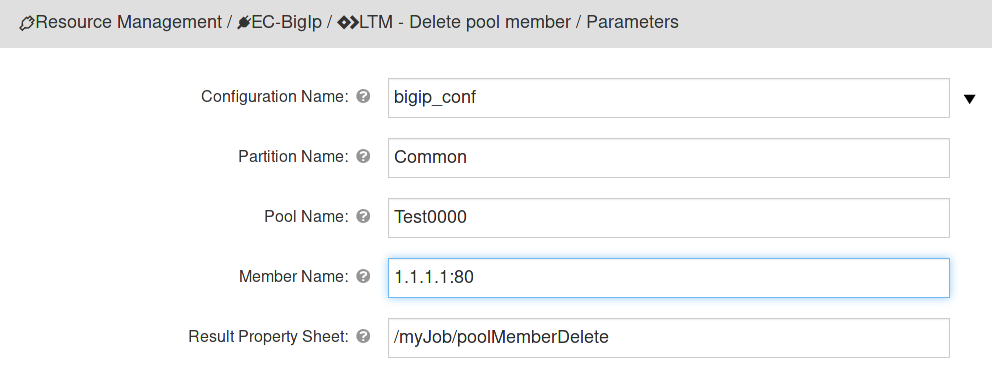 Resource Management / EC-BigIp / LTM - Delete pool member / Parameters
Configuration Name: bigip_conf
Partition Name: Common
Pool Name: Test0000
Member Name: 1.1.1.1:80
Result Property Sheet: /myJob/poolMemberDelete